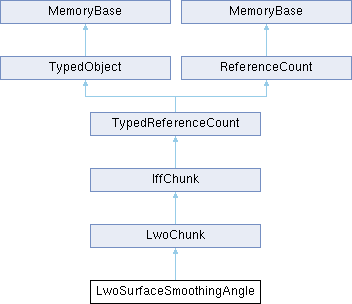 MemoryBase
MemoryBase
TypedObject
ReferenceCount
TypedReferenceCount
IffChunk
LwoChunk
LwoSurfaceSmoothingAngle